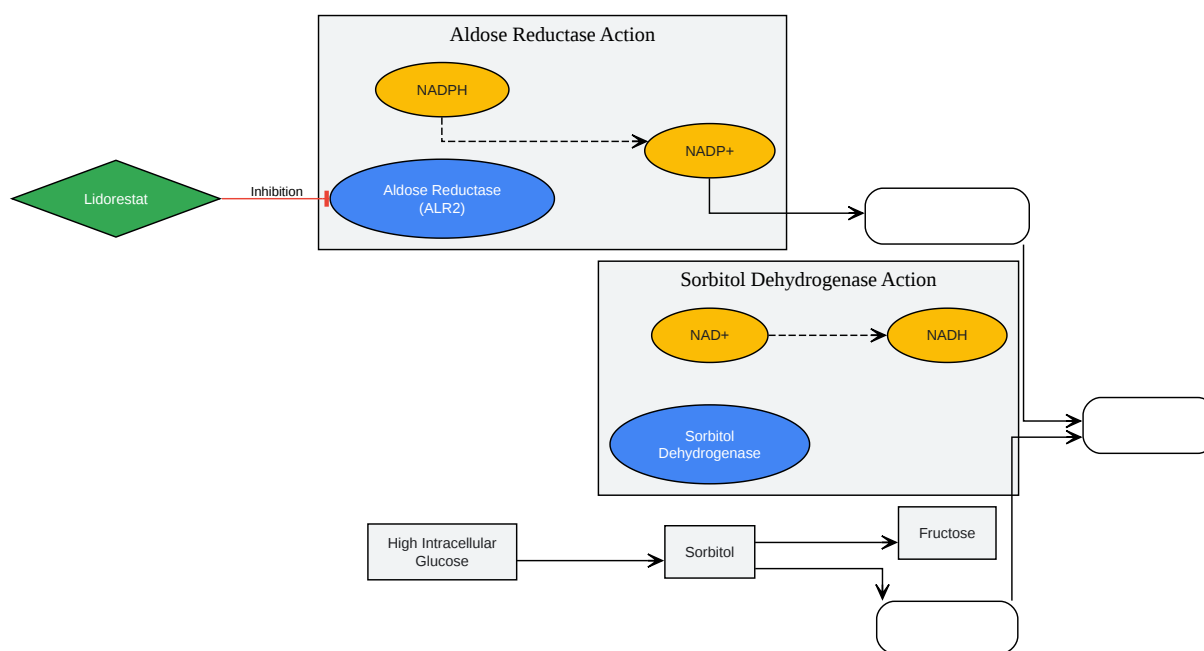 Aldose Reductase Action
NADPH
NADP+
Lidorestat
Inhibition
Aldose Reductase
(ALR2)
Sorbitol Dehydrogenase Action
NAD+
NADH
Sorbitol
Dehydrogenase
High Intracellular
Glucose
Sorbitol
Fructose